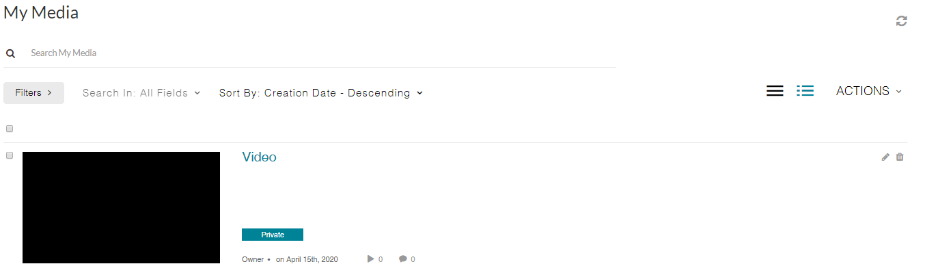 My Media
Search My Media
Filters > Search In: All Fields Sort By: Creation Date - Descending ACTIONS
Video
Private
Owner • on April 15th, 2020 0 0